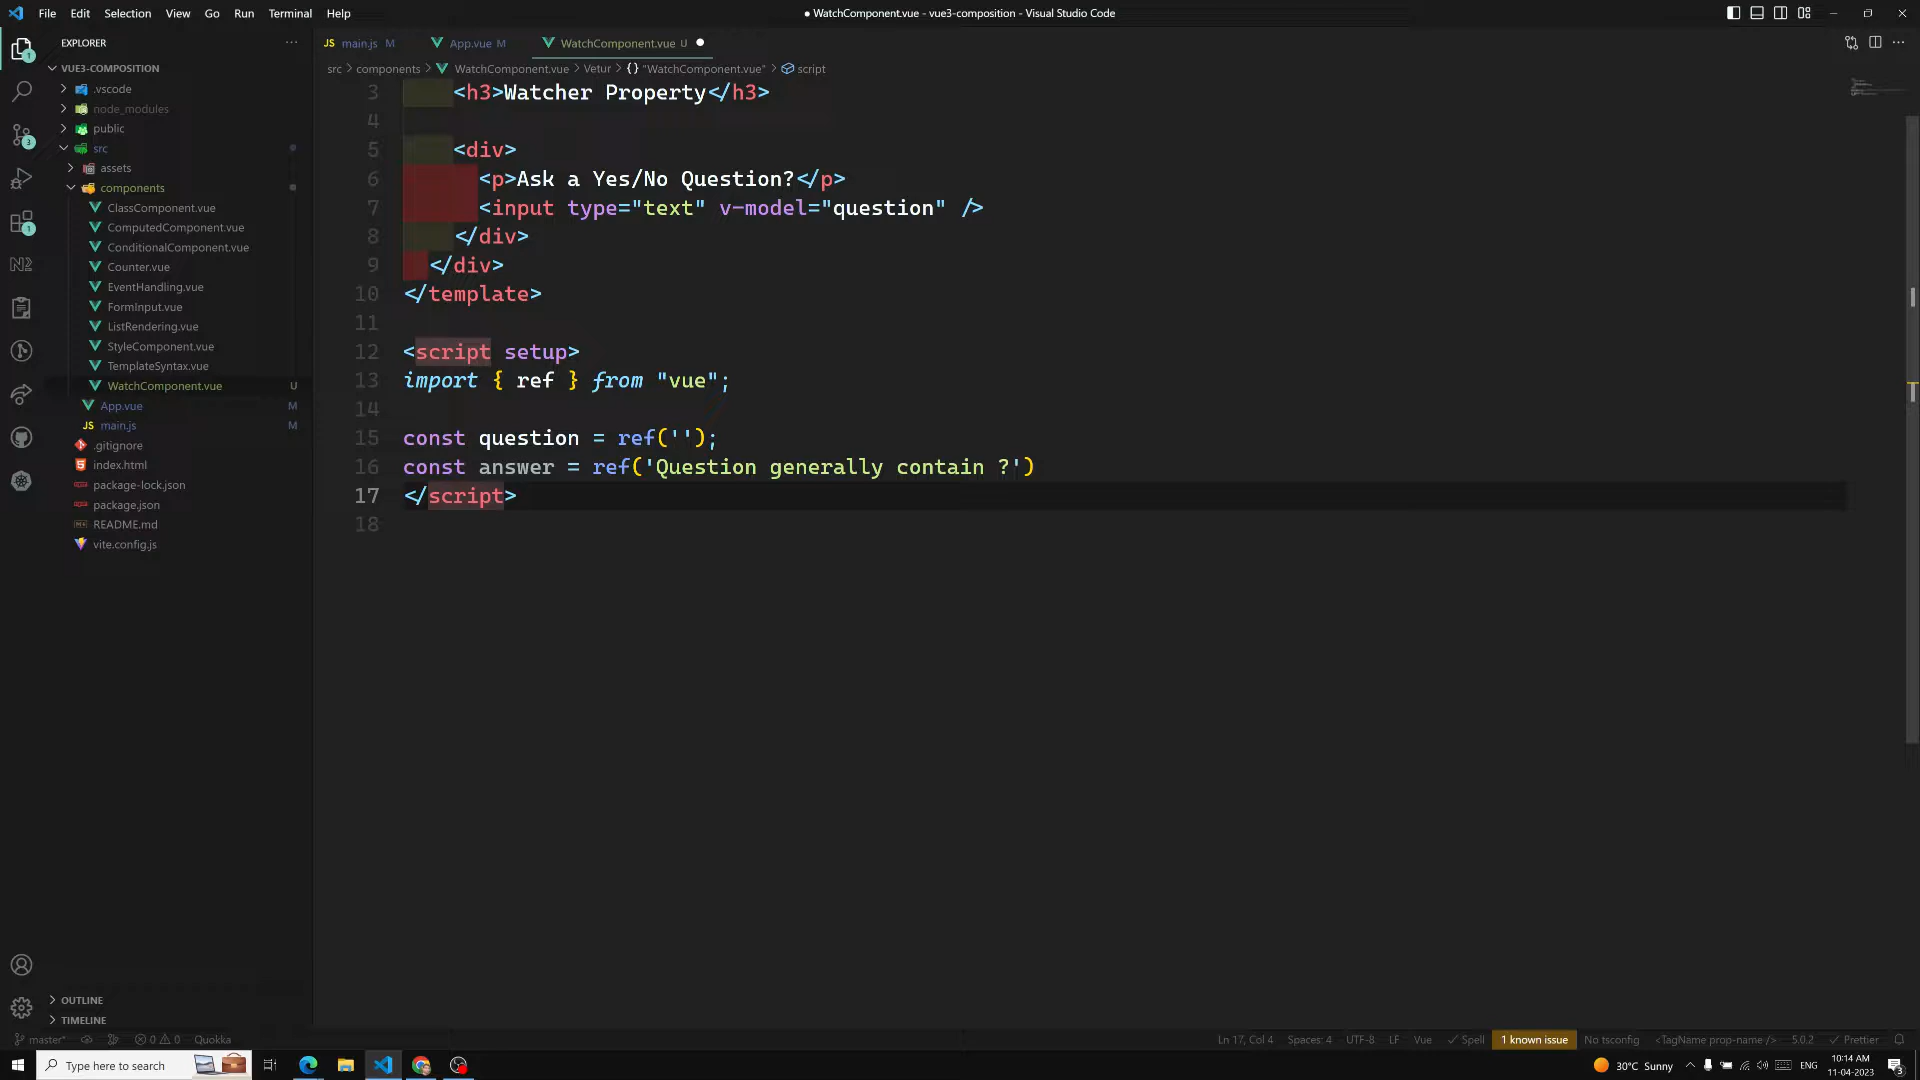 File Edit Selection View Go Run Terminal Help
● WatchComponent.vue - vue3-composition - Visual Studio Code
EXPLORER
VUE3-COMPOSITION
.vscode
node_modules
public
src
assets
components
ClassComponent.vue
ComputedComponent.vue
ConditionalComponent.vue
Counter.vue
EventHandling.vue
FormInput.vue
ListRendering.vue
StyleComponent.vue
TemplateSyntax.vue
WatchComponent.vue U
App.vue M
JS main.js M
.gitignore
index.html
package-lock.json
package.json
README.md
vite.config.js
OUTLINE
TIMELINE
JS main.js M App.vue M WatchComponent.vue U
src > components > WatchComponent.vue > Vetur > {} "WatchComponent.vue" > script
3 <h3>Watcher Property</h3>
4
5 <div>
6 <p>Ask a Yes/No Question?</p>
7 <input type="text" v-model="question" />
8 </div>
9 </div>
10 </template>
11
12 <script setup>
13 import { ref } from "vue";
14
15 const question = ref('');
16 const answer = ref('Question generally contain ?')
17 </script>
18
master* 0 0 Quokka
Ln 17, Col 4 Spaces: 4 UTF-8 LF Vue Spell 1 known issue No tsconfig <TagName prop-name /> 5.0.2 Prettier
Type here to search
30°C Sunny ENG 10:14 AM
11-04-2023
3